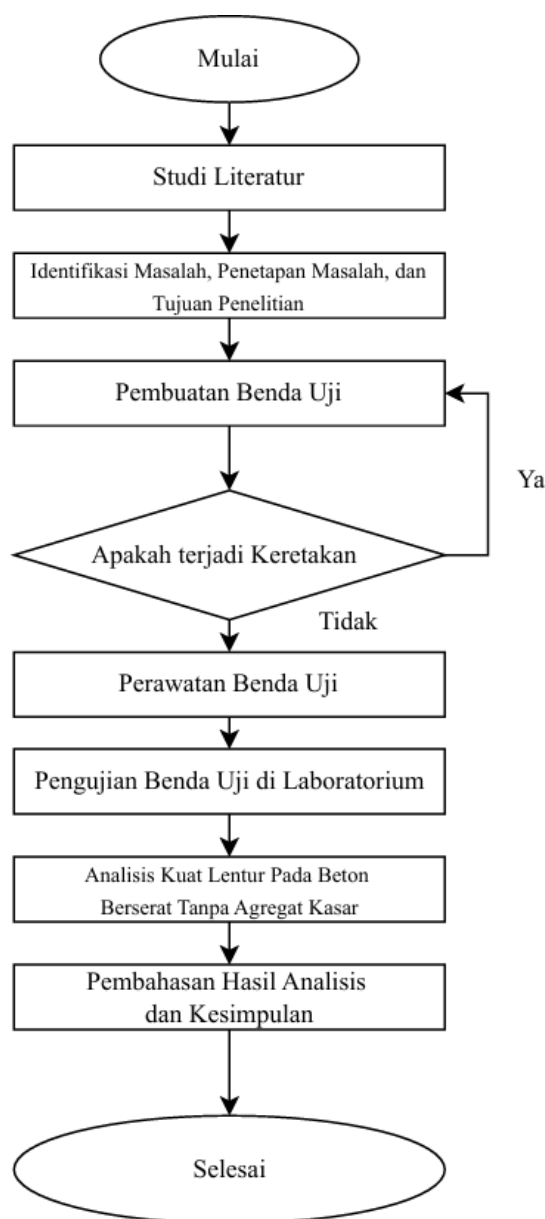 Mulai
Studi Literatur
Identifikasi Masalah, Penetapan Masalah, dan
Tujuan Penelitian
Pembuatan Benda Uji
Ya
Apakah terjadi Keretakan
Tidak
Perawatan Benda Uji
Pengujian Benda Uji di Laboratorium
Analisis Kuat Lentur Pada Beton
Berserat Tanpa Agregat Kasar
Pembahasan Hasil Analisis
dan Kesimpulan
Selesai